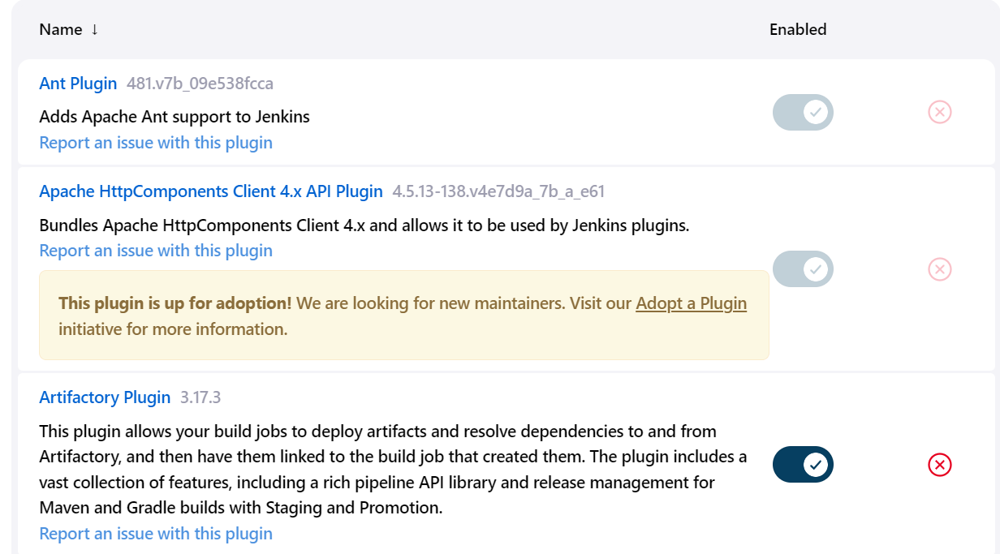 Name ↓ Enabled
Ant Plugin 481.v7b_09e538fcca
Adds Apache Ant support to Jenkins
Report an issue with this plugin
Apache HttpComponents Client 4.x API Plugin 4.5.13-138.v4e7d9a_7b_a_e61
Bundles Apache HttpComponents Client 4.x and allows it to be used by Jenkins plugins.
Report an issue with this plugin
This plugin is up for adoption! We are looking for new maintainers. Visit our Adopt a Plugin
initiative for more information.
Artifactory Plugin 3.17.3
This plugin allows your build jobs to deploy artifacts and resolve dependencies to and from
Artifactory, and then have them linked to the build job that created them. The plugin includes a
vast collection of features, including a rich pipeline API library and release management for
Maven and Gradle builds with Staging and Promotion.
Report an issue with this plugin